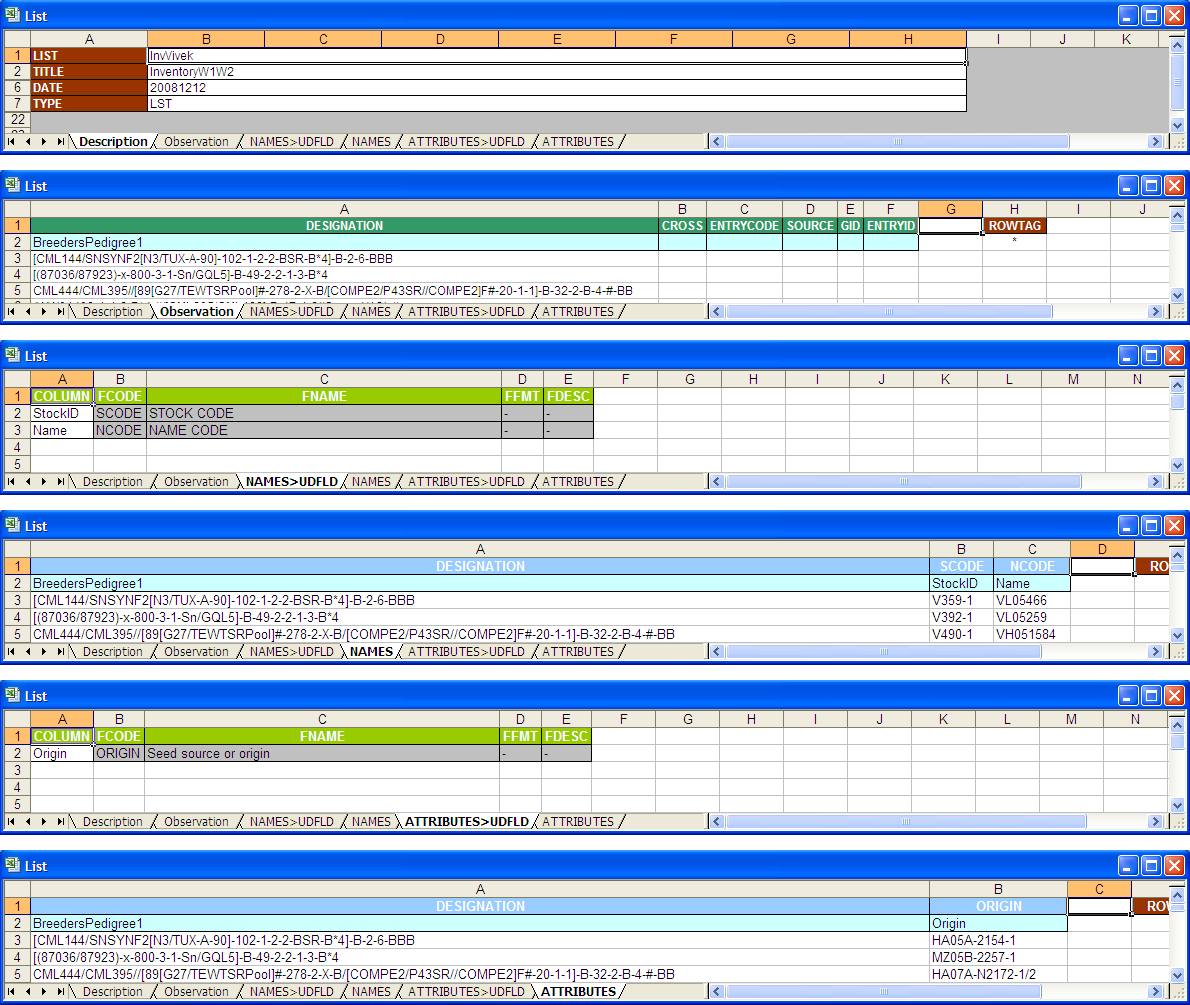 List
A B C D E F G H I J K
1 LIST InvVivek
2 TITLE InventoryW1W2
6 DATE 20081212
7 TYPE LST
22
Description Observation NAMES>UDFLD NAMES ATTRIBUTES>UDFLD ATTRIBUTES
List
A B C D E F G H I J
1 DESIGNATION CROSS ENTRYCODE SOURCE GID ENTRYID ROWTAG
2 BreedersPedigree1 *
3 [CML144/SNSYNF2[N3/TUX-A-90]-102-1-2-2-BSR-B*4]-B-2-6-BBB
4 [(87036/87923)-x-800-3-1-Sn/GQL5]-B-49-2-2-1-3-B*4
5 CML444/CML395//[89[G27/TEWTSRPool]#-278-2-X-B/[COMPE2/P43SR//COMPE2]F#-20-1-1]-B-32-2-B-4-#-BB
Description Observation NAMES>UDFLD NAMES ATTRIBUTES>UDFLD ATTRIBUTES
List
A B C D E F G H I J K L M N
1 COLUMN FCODE FNAME FFMT FDESC
2 StockID SCODE STOCK CODE - -
3 Name NCODE NAME CODE - -
4
5
Description Observation NAMES>UDFLD NAMES ATTRIBUTES>UDFLD ATTRIBUTES
List
A B C D
1 DESIGNATION SCODE NCODE RO
2 BreedersPedigree1 StockID Name
3 [CML144/SNSYNF2[N3/TUX-A-90]-102-1-2-2-BSR-B*4]-B-2-6-BBB V359-1 VL05466
4 [(87036/87923)-x-800-3-1-Sn/GQL5]-B-49-2-2-1-3-B*4 V392-1 VL05259
5 CML444/CML395//[89[G27/TEWTSRPool]#-278-2-X-B/[COMPE2/P43SR//COMPE2]F#-20-1-1]-B-32-2-B-4-#-BB V490-1 VH051584
Description Observation NAMES>UDFLD NAMES ATTRIBUTES>UDFLD ATTRIBUTES
List
A B C D E F G H I J K L M N
1 COLUMN FCODE FNAME FFMT FDESC
2 Origin ORIGIN Seed source or origin - -
3
4
5
Description Observation NAMES>UDFLD NAMES ATTRIBUTES>UDFLD ATTRIBUTES
List
A B C
1 DESIGNATION ORIGIN ROW
2 BreedersPedigree1 Origin
3 [CML144/SNSYNF2[N3/TUX-A-90]-102-1-2-2-BSR-B*4]-B-2-6-BBB HA05A-2154-1
4 [(87036/87923)-x-800-3-1-Sn/GQL5]-B-49-2-2-1-3-B*4 MZ05B-2257-1
5 CML444/CML395//[89[G27/TEWTSRPool]#-278-2-X-B/[COMPE2/P43SR//COMPE2]F#-20-1-1]-B-32-2-B-4-#-BB HA07A-N2172-1/2
Description Observation NAMES>UDFLD NAMES ATTRIBUTES>UDFLD ATTRIBUTES